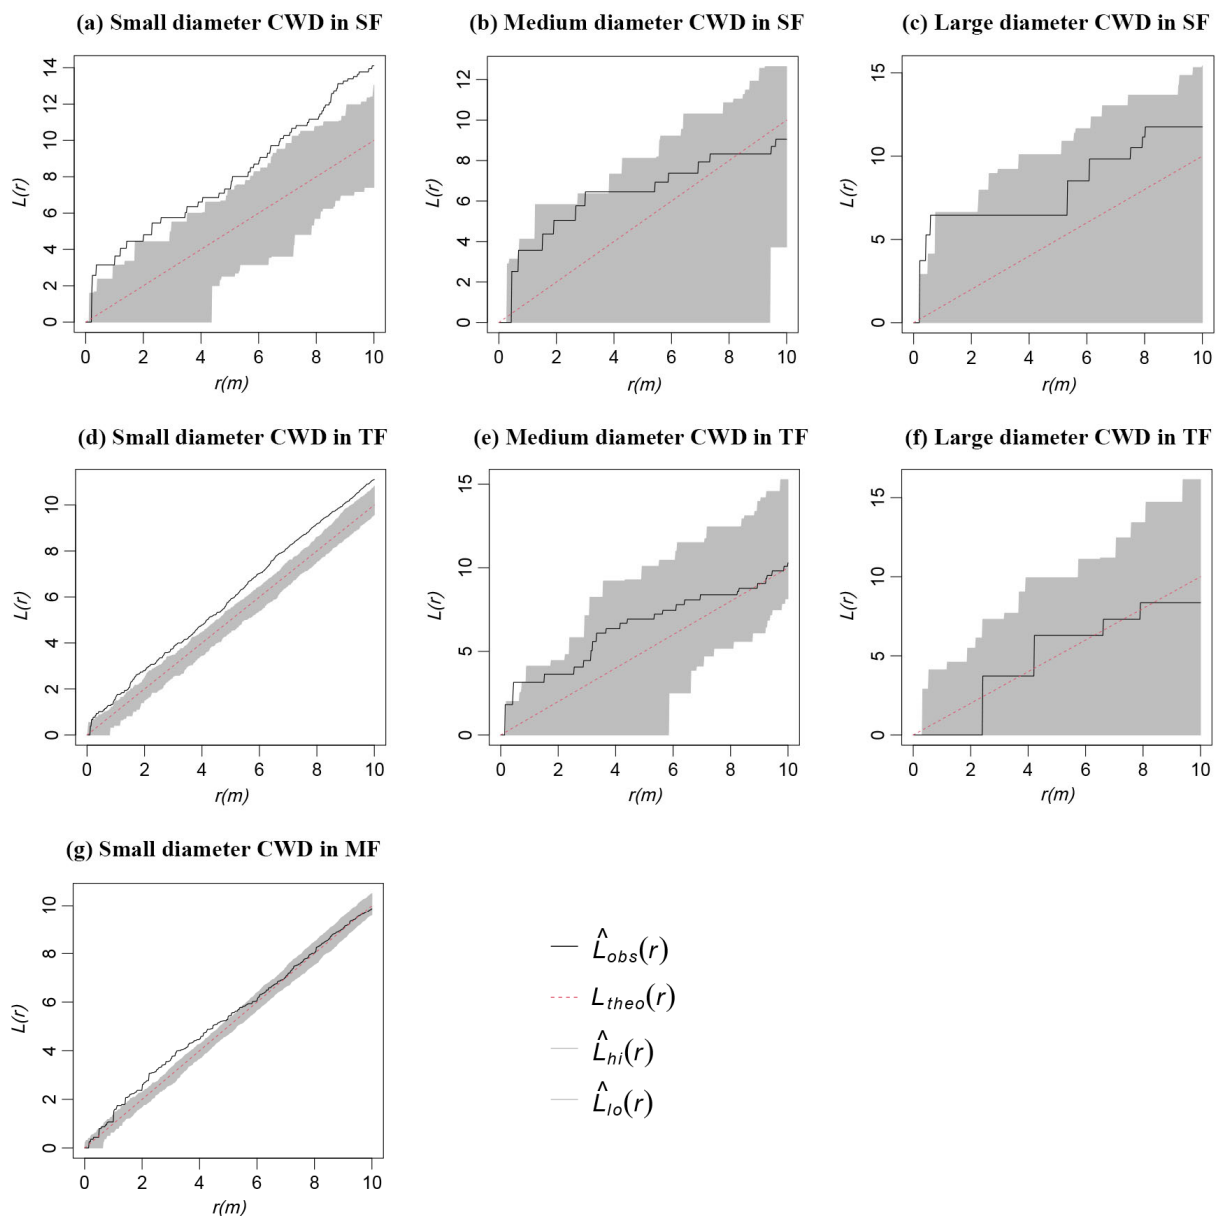 (a) Small diameter CWD in SF
(b) Medium diameter CWD in SF
(c) Large diameter CWD in SF
L(r)
14
12
10
8
6
4
2
0
0 2 4 6 8 10
r(m)
L(r)
12
10
8
6
4
2
0
0 2 4 6 8 10
r(m)
L(r)
15
10
5
0
0 2 4 6 8 10
r(m)
(d) Small diameter CWD in TF
(e) Medium diameter CWD in TF
(f) Large diameter CWD in TF
L(r)
10
8
6
4
2
0
0 2 4 6 8 10
r(m)
L(r)
15
10
5
0
0 2 4 6 8 10
r(m)
L(r)
15
10
5
0
0 2 4 6 8 10
r(m)
(g) Small diameter CWD in MF
L(r)
10
8
6
4
2
0
0 2 4 6 8 10
r(m)
L̂obs(r)
Ltheo(r)
L̂hi(r)
L̂lo(r)